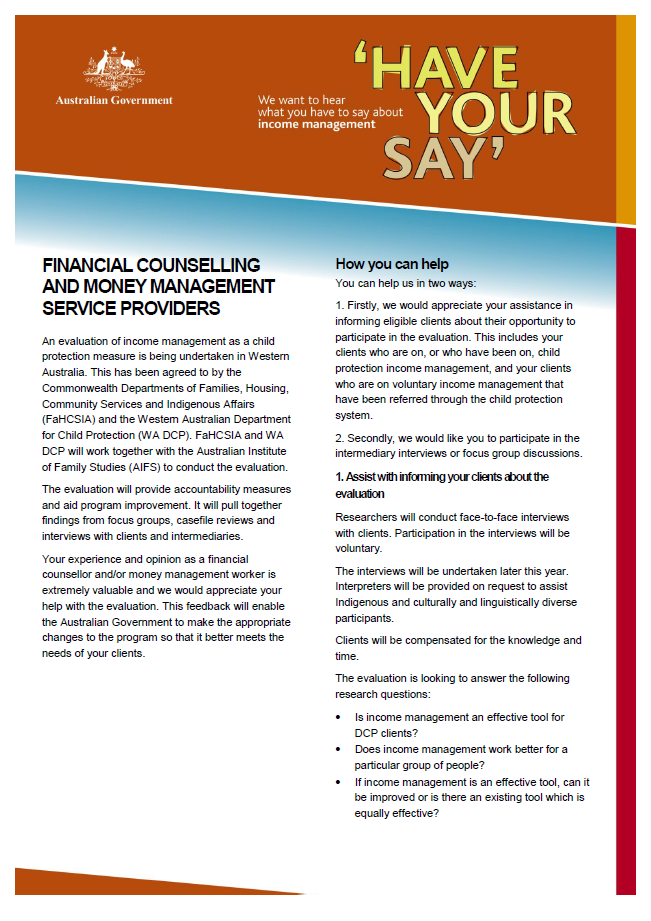 Australian Government
We want to hear
what you have to say about
income management
‘HAVE
YOUR
SAY’
FINANCIAL COUNSELLING
AND MONEY MANAGEMENT
SERVICE PROVIDERS
An evaluation of income management as a child
protection measure is being undertaken in Western
Australia. This has been agreed to by the
Commonwealth Departments of Families, Housing,
Community Services and Indigenous Affairs
(FaHCSIA) and the Western Australian Department
for Child Protection (WA DCP). FaHCSIA and WA
DCP will work together with the Australian Institute
of Family Studies (AIFS) to conduct the evaluation.
The evaluation will provide accountability measures
and aid program improvement. It will pull together
findings from focus groups, casefile reviews and
interviews with clients and intermediaries.
Your experience and opinion as a financial
counsellor and/or money management worker is
extremely valuable and we would appreciate your
help with the evaluation. This feedback will enable
the Australian Government to make the appropriate
changes to the program so that it better meets the
needs of your clients.
How you can help
You can help us in two ways:
1. Firstly, we would appreciate your assistance in
informing eligible clients about their opportunity to
participate in the evaluation. This includes your
clients who are on, or who have been on, child
protection income management, and your clients
who are on voluntary income management that
have been referred through the child protection
system.
2. Secondly, we would like you to participate in the
intermediary interviews or focus group discussions.
1. Assist with informing your clients about the
evaluation
Researchers will conduct face-to-face interviews
with clients. Participation in the interviews will be
voluntary.
The interviews will be undertaken later this year.
Interpreters will be provided on request to assist
Indigenous and culturally and linguistically diverse
participants.
Clients will be compensated for the knowledge and
time.
The evaluation is looking to answer the following
research questions:
• Is income management an effective tool for
DCP clients?
• Does income management work better for a
particular group of people?
• If income management is an effective tool, can it
be improved or is there an existing tool which is
equally effective?